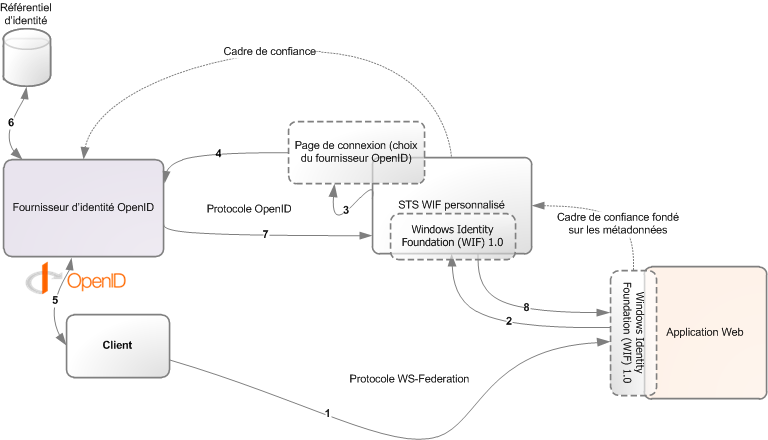 Référentiel
d'identité
Cadre de confiance
6
4
Page de connexion (choix
du fournisseur OpenID)
Fournisseur d'identité OpenID
Protocole OpenID
3
STS WIF personnalisé
7
Windows Identity
Foundation (WIF) 1.0
Cadre de confiance fondé
sur les métadonnées
OpenID
5
8
2
Windows Identity
Foundation (WIF) 1.0
Application Web
Client
Protocole WS-Federation
1